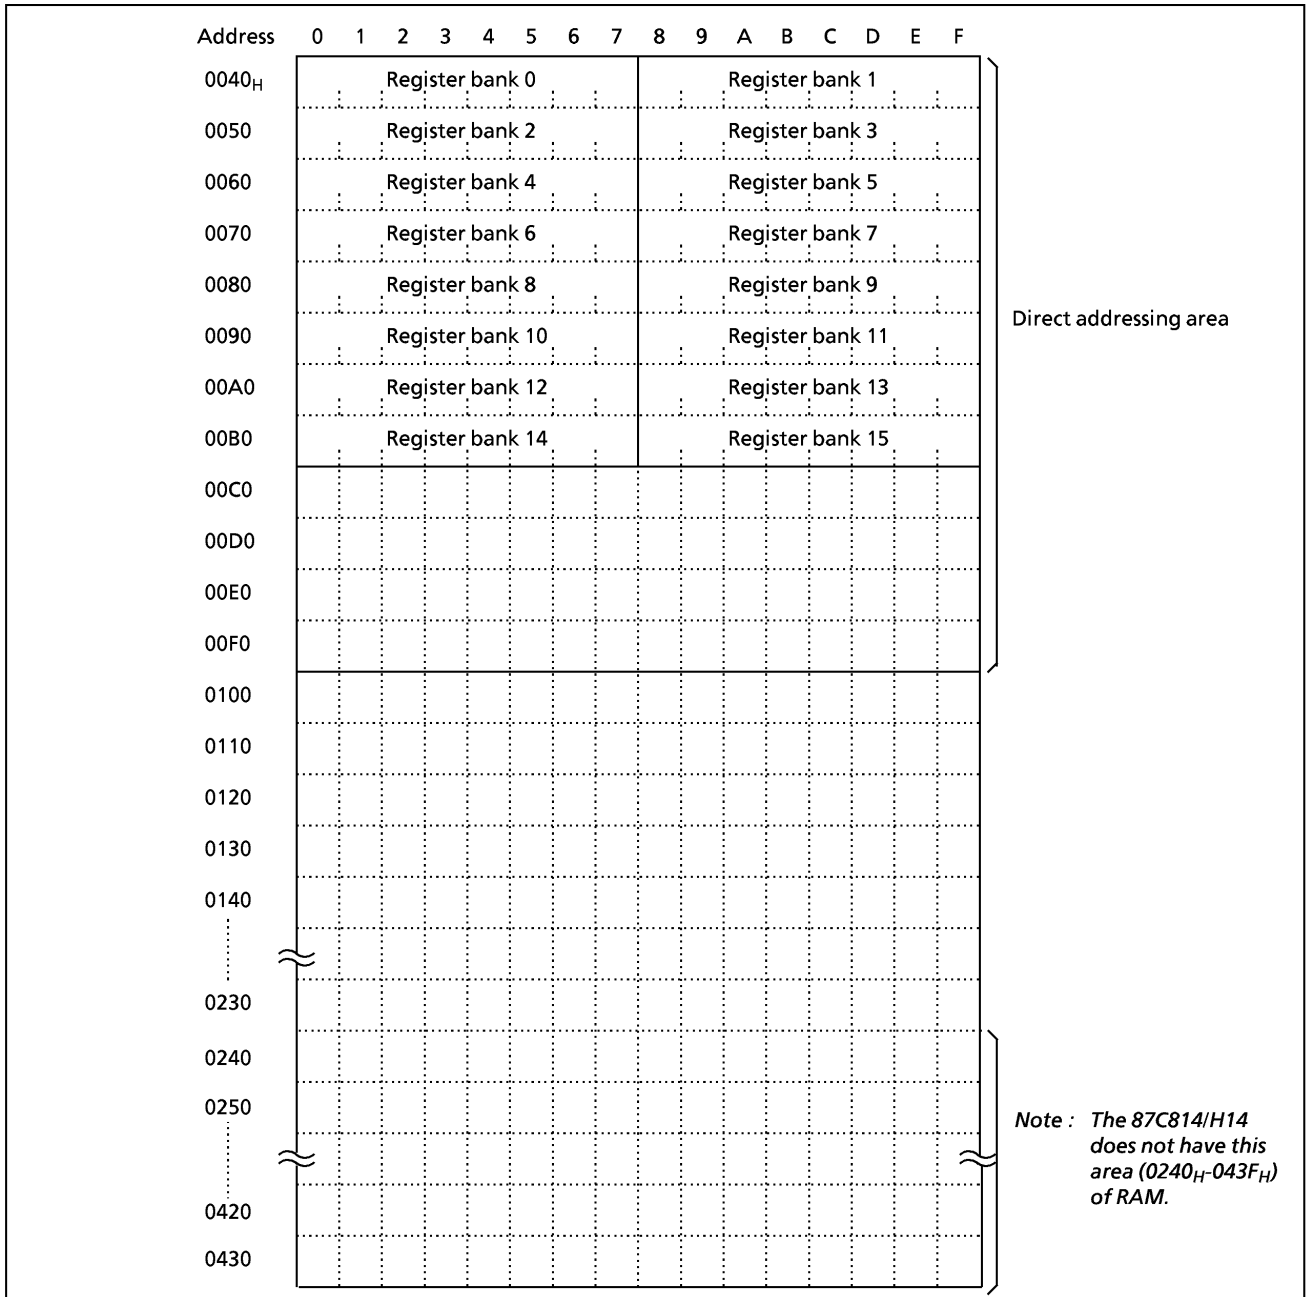 Address 0 1 2 3 4 5 6 7 8 9 A B C D E F
0040H Register bank 0 Register bank 1
0050 Register bank 2 Register bank 3
0060 Register bank 4 Register bank 5
0070 Register bank 6 Register bank 7
0080 Register bank 8 Register bank 9
Direct addressing area
0090 Register bank 10 Register bank 11
00A0 Register bank 12 Register bank 13
00B0 Register bank 14 Register bank 15
00C0
00D0
00E0
00F0
0100
0110
0120
0130
0140
0230
0240
0250
Note : The 87C814/H14
does not have this
area (0240H-043FH)
of RAM.
0420
0430